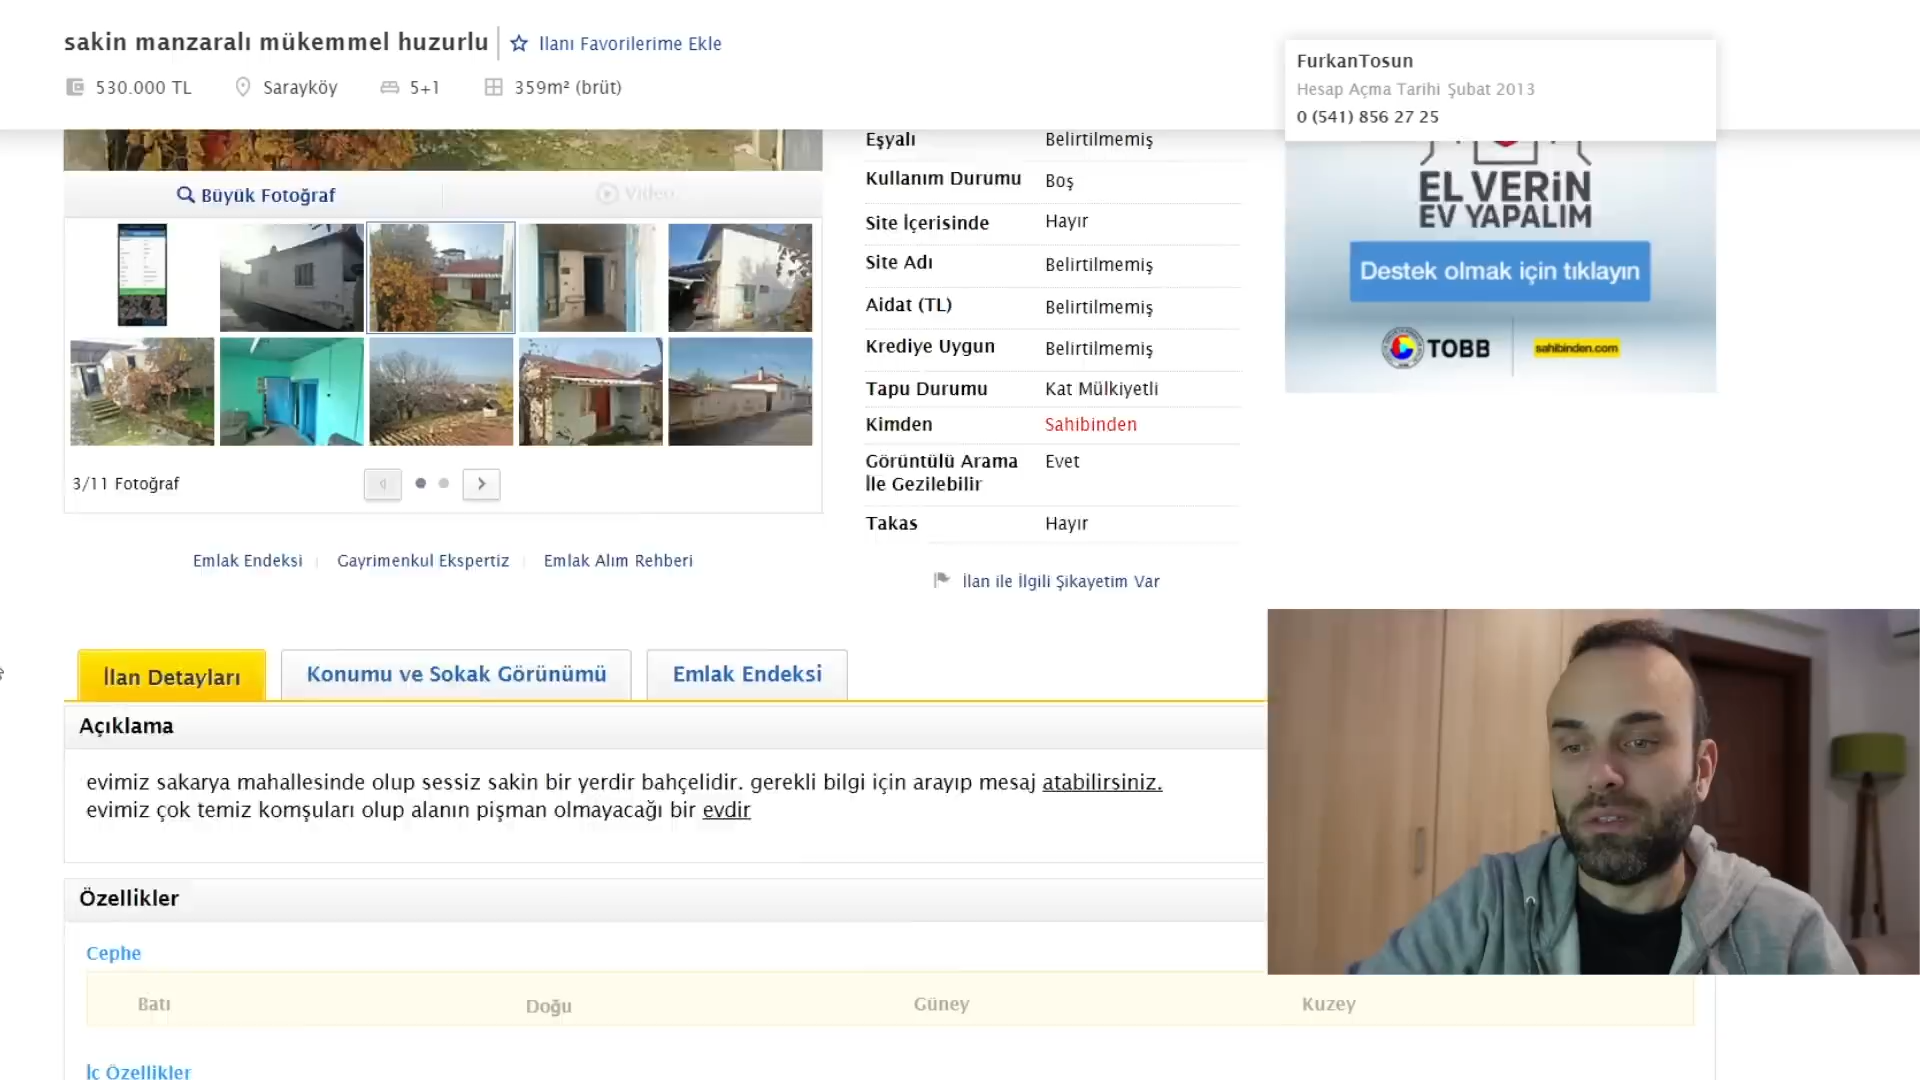 sakin manzaralı mükemmel huzurlu
İlanı Favorilerime Ekle
530.000 TL
Sarayköy
5+1
359m² (brüt)
FurkanTosun
Hesap Açma Tarihi Şubat 2013
0 (541) 856 27 25
Büyük Fotoğraf
Video
3/11 Fotoğraf
Emlak Endeksi
Gayrimenkul Ekspertiz
Emlak Alım Rehberi
Eşyalı Belirtilmemiş
Kullanım Durumu Boş
Site İçerisinde Hayır
Site Adı Belirtilmemiş
Aidat (TL) Belirtilmemiş
Krediye Uygun Belirtilmemiş
Tapu Durumu Kat Mülkiyetli
Kimden Sahibinden
Görüntülü Arama Evet
İle Gezilebilir
Takas Hayır
İlan ile İlgili Şikayetim Var
EL VERİN
EV YAPALIM
Destek olmak için tıklayın
TOBB
sahibinden.com
İlan Detayları
Konumu ve Sokak Görünümü
Emlak Endeksi
Açıklama
evimiz sakarya mahallesinde olup sessiz sakin bir yerdir bahçelidir. gerekli bilgi için arayıp mesaj atabilirsiniz.
evimiz çok temiz komşuları olup alanın pişman olmayacağı bir evdir
Özellikler
Cephe
Batı
Doğu
Güney
Kuzey
İç Özellikler